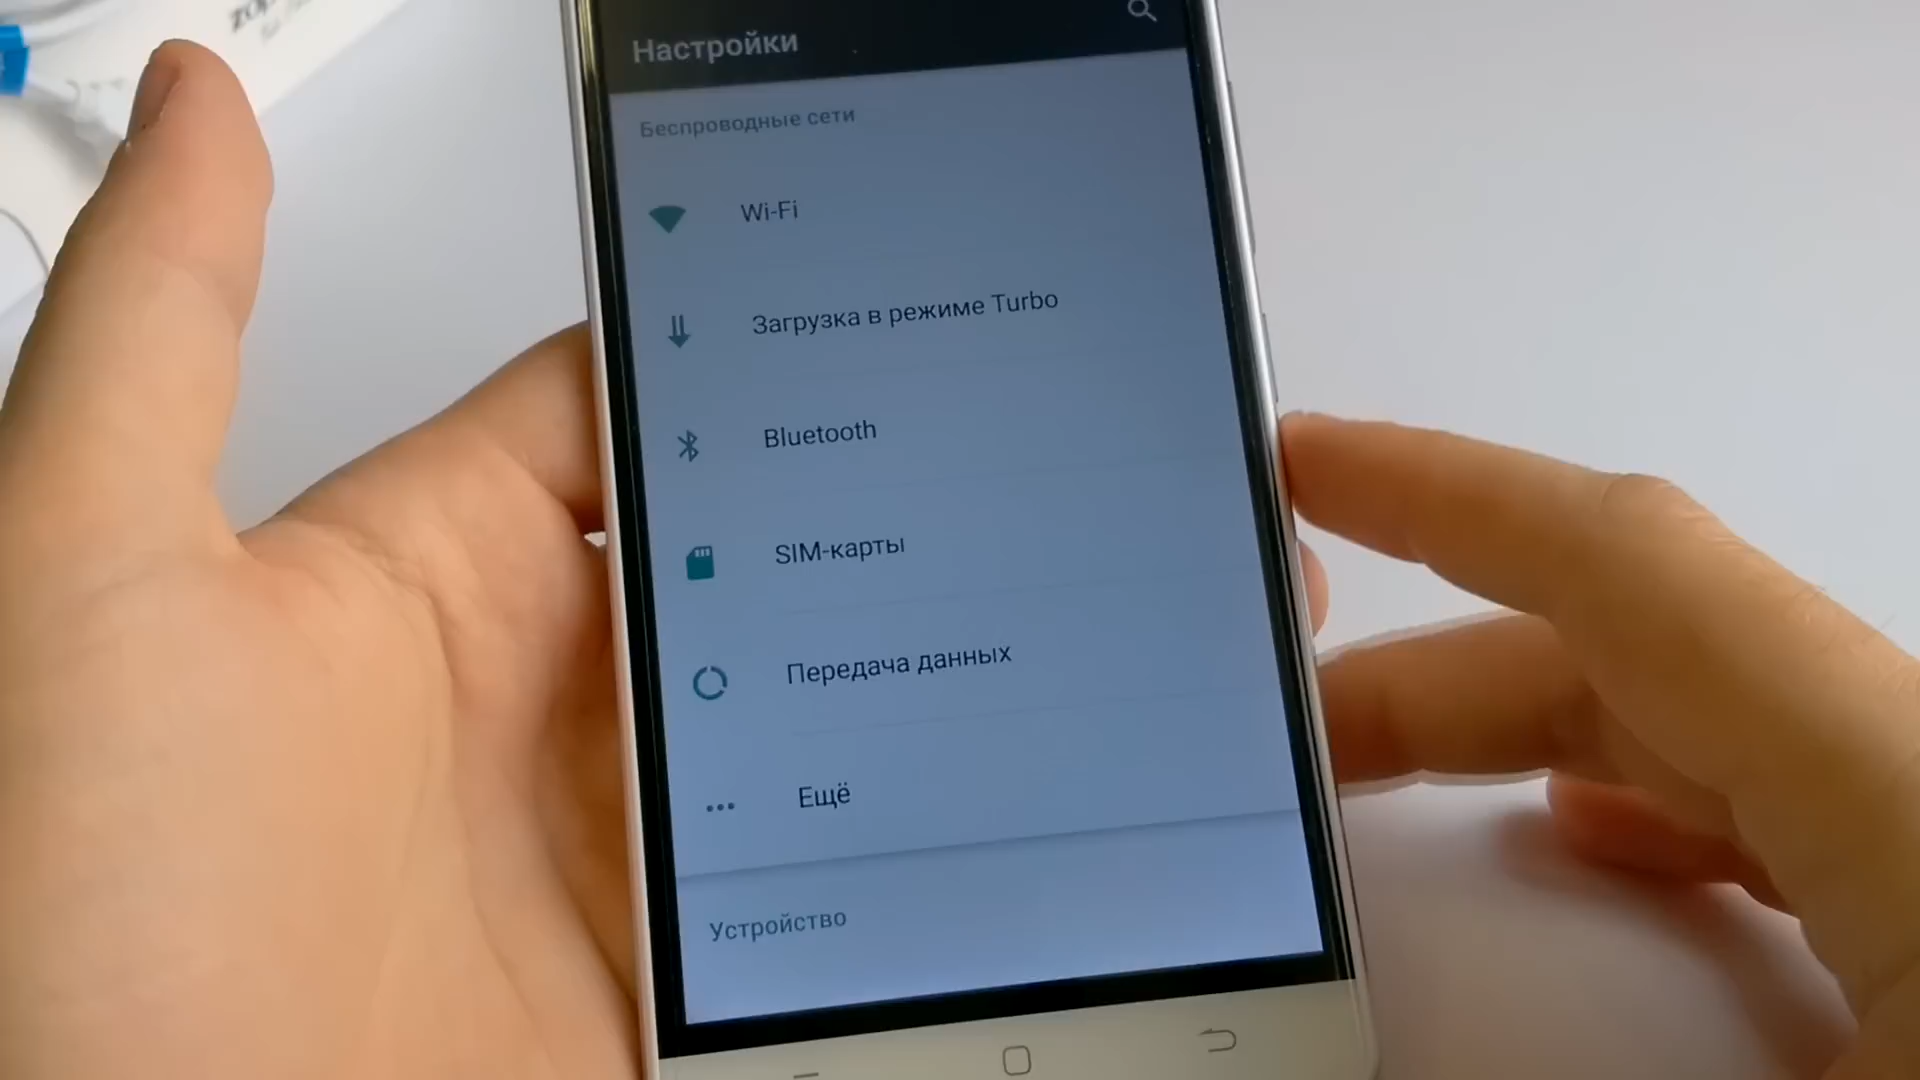 Настройки
Беспроводные сети
Wi-Fi
Загрузка в режиме Turbo
Bluetooth
SIM-карты
Передача данных
Ещё
Устройство